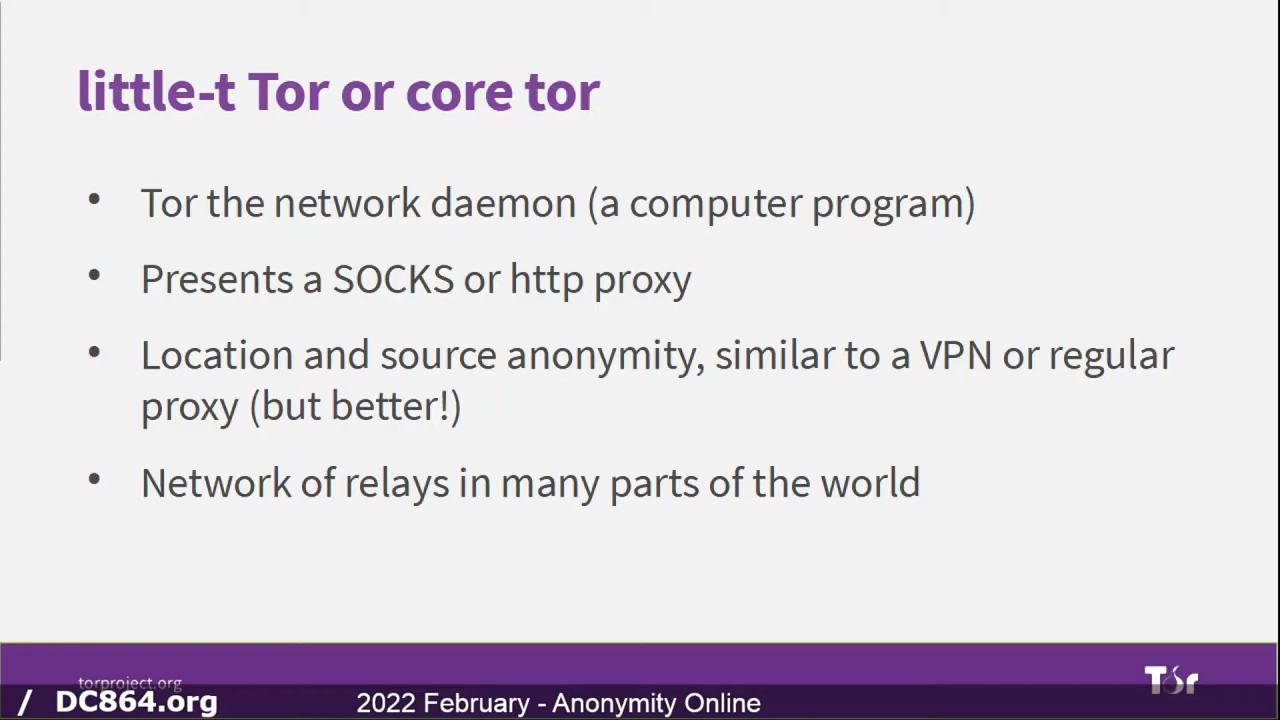 little-t Tor or core tor
• Tor the network daemon (a computer program)
• Presents a SOCKS or http proxy
• Location and source anonymity, similar to a VPN or regular
proxy (but better!)
• Network of relays in many parts of the world
torproject.org
Tor
/ DC864.org
2022 February - Anonymity Online